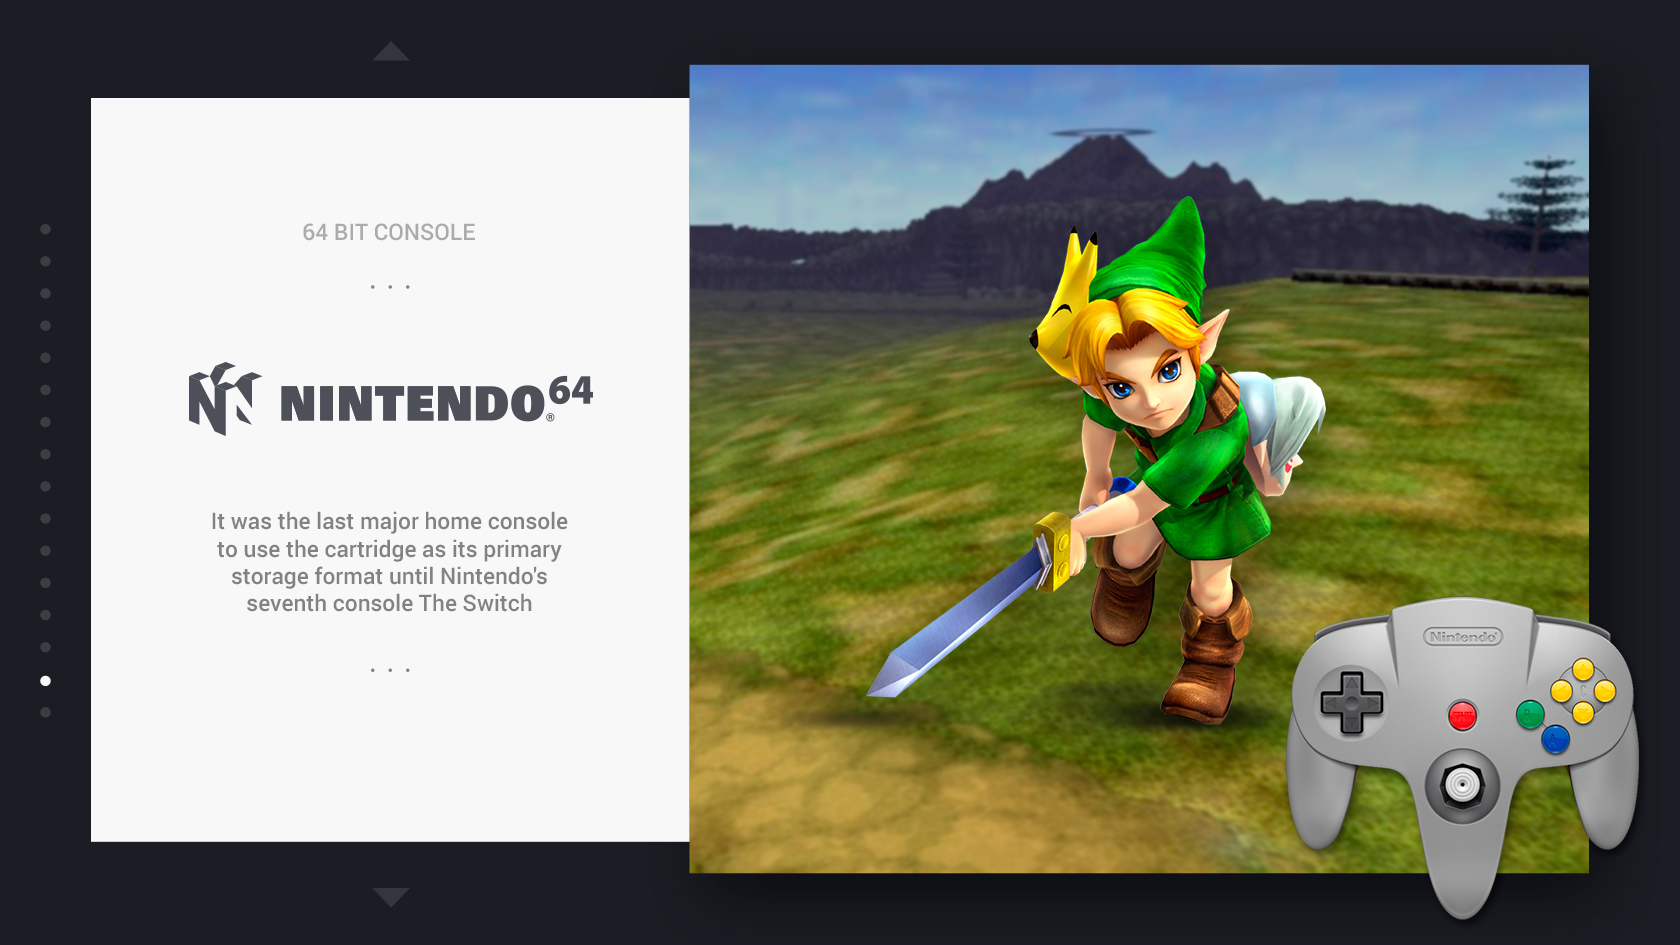 64 BIT CONSOLE
. . .
NINTENDO®64
It was the last major home console
to use the cartridge as its primary
storage format until Nintendo's
seventh console The Switch
. . .
Nintendo®